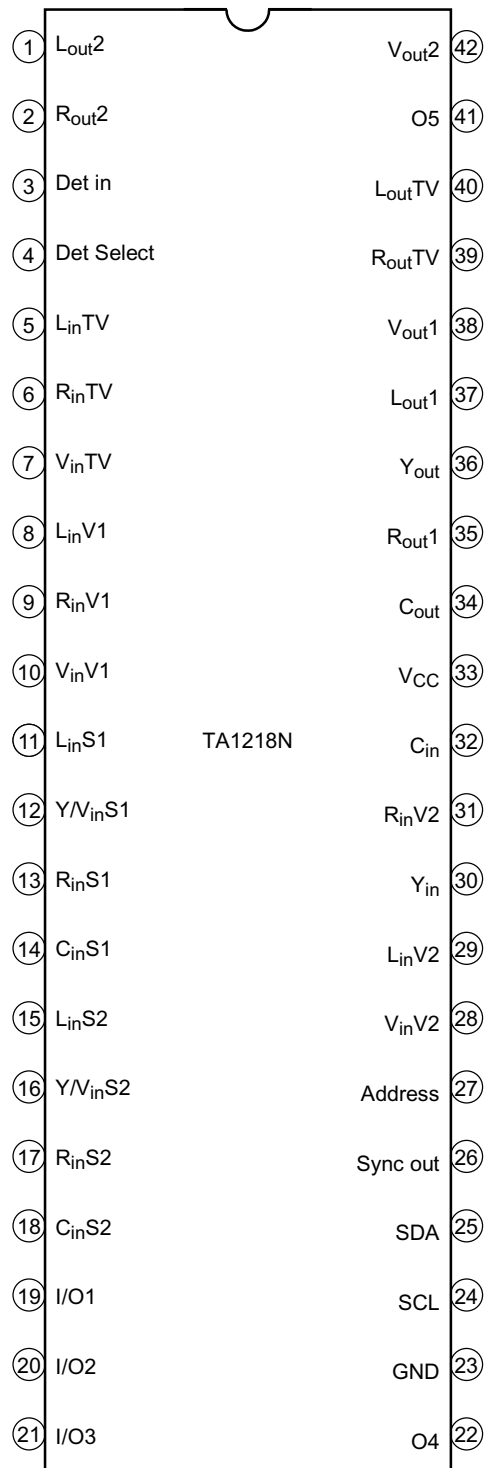 1 Lout2 Vout2 42
2 Rout2 O5 41
3 Det in LoutTV 40
4 Det Select RoutTV 39
5 LinTV Vout1 38
6 RinTV Lout1 37
7 VinTV Yout 36
8 LinV1 Rout1 35
9 RinV1 Cout 34
10 VinV1 VCC 33
11 LinS1 TA1218N Cin 32
12 Y/VinS1 RinV2 31
13 RinS1 Yin 30
14 CinS1 LinV2 29
15 LinS2 VinV2 28
16 Y/VinS2 Address 27
17 RinS2 Sync out 26
18 CinS2 SDA 25
19 I/O1 SCL 24
20 I/O2 GND 23
21 I/O3 O4 22